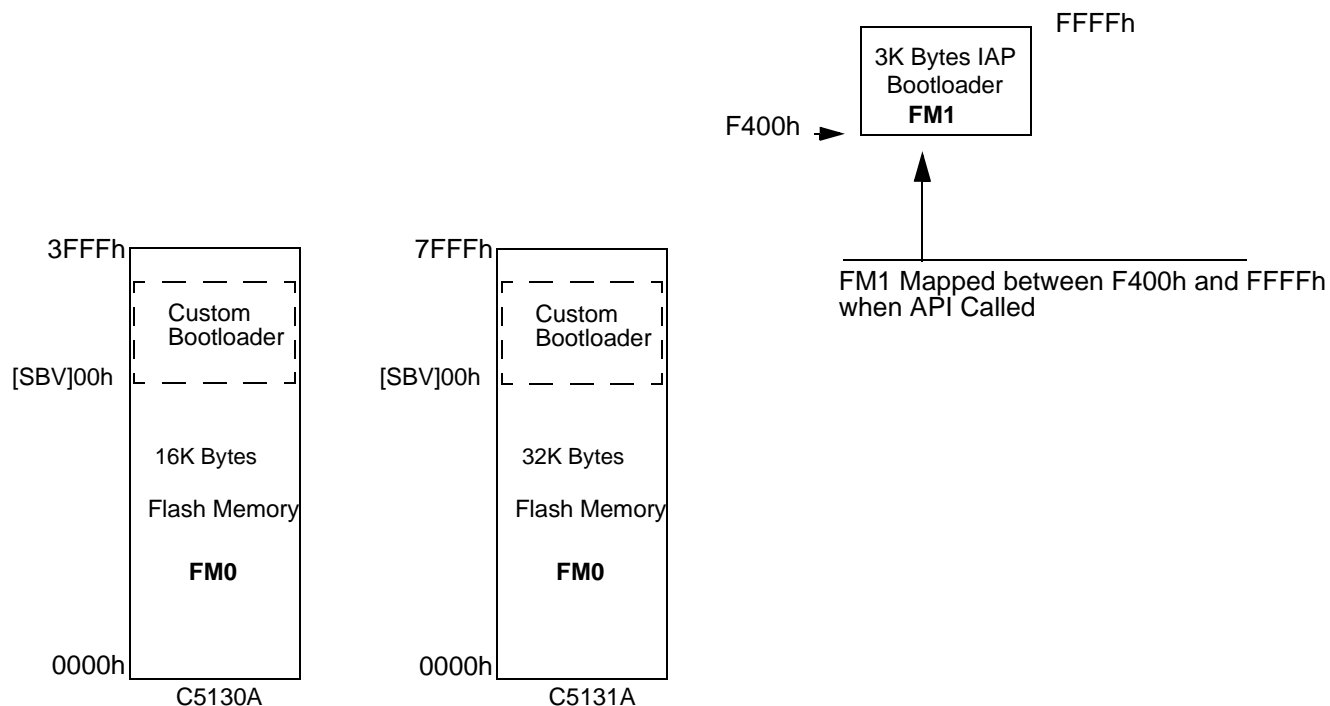 FFFFh
3K Bytes IAP
Bootloader
FM1
F400h
FM1 Mapped between F400h and FFFFh
when API Called
3FFFh
Custom
Bootloader
[SBV]00h
16K Bytes
Flash Memory
FM0
0000h
C5130A
7FFFh
Custom
Bootloader
[SBV]00h
32K Bytes
Flash Memory
FM0
0000h
C5131A